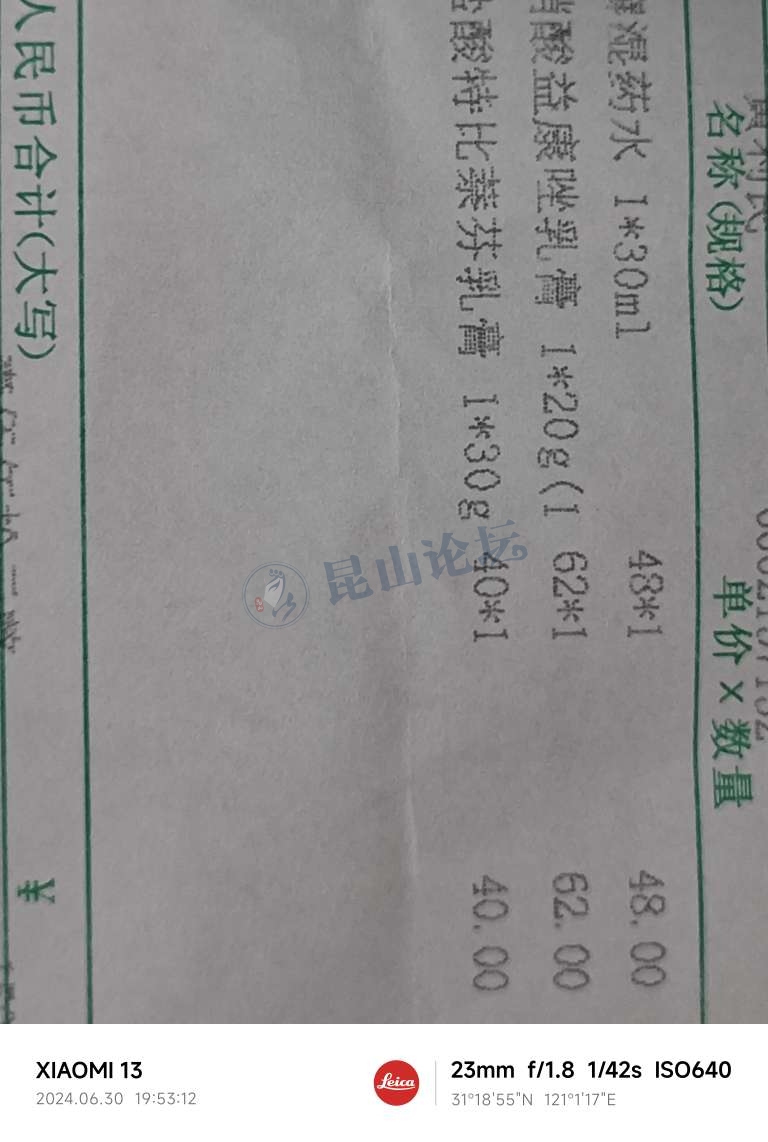 名称(规格) 单价×数量
湿药水 1*30ml 48*1 48.00
酸益康唑乳膏 1*20g(1 62*1 62.00
酸特比萘芬乳膏 1*30g 40*1 40.00
人民币合计(大写) ¥
昆山论坛
XIAOMI 13
2024.06.30 19:53:12
Leica
23mm f/1.8 1/42s ISO640
31°18'55"N 121°1'17"E